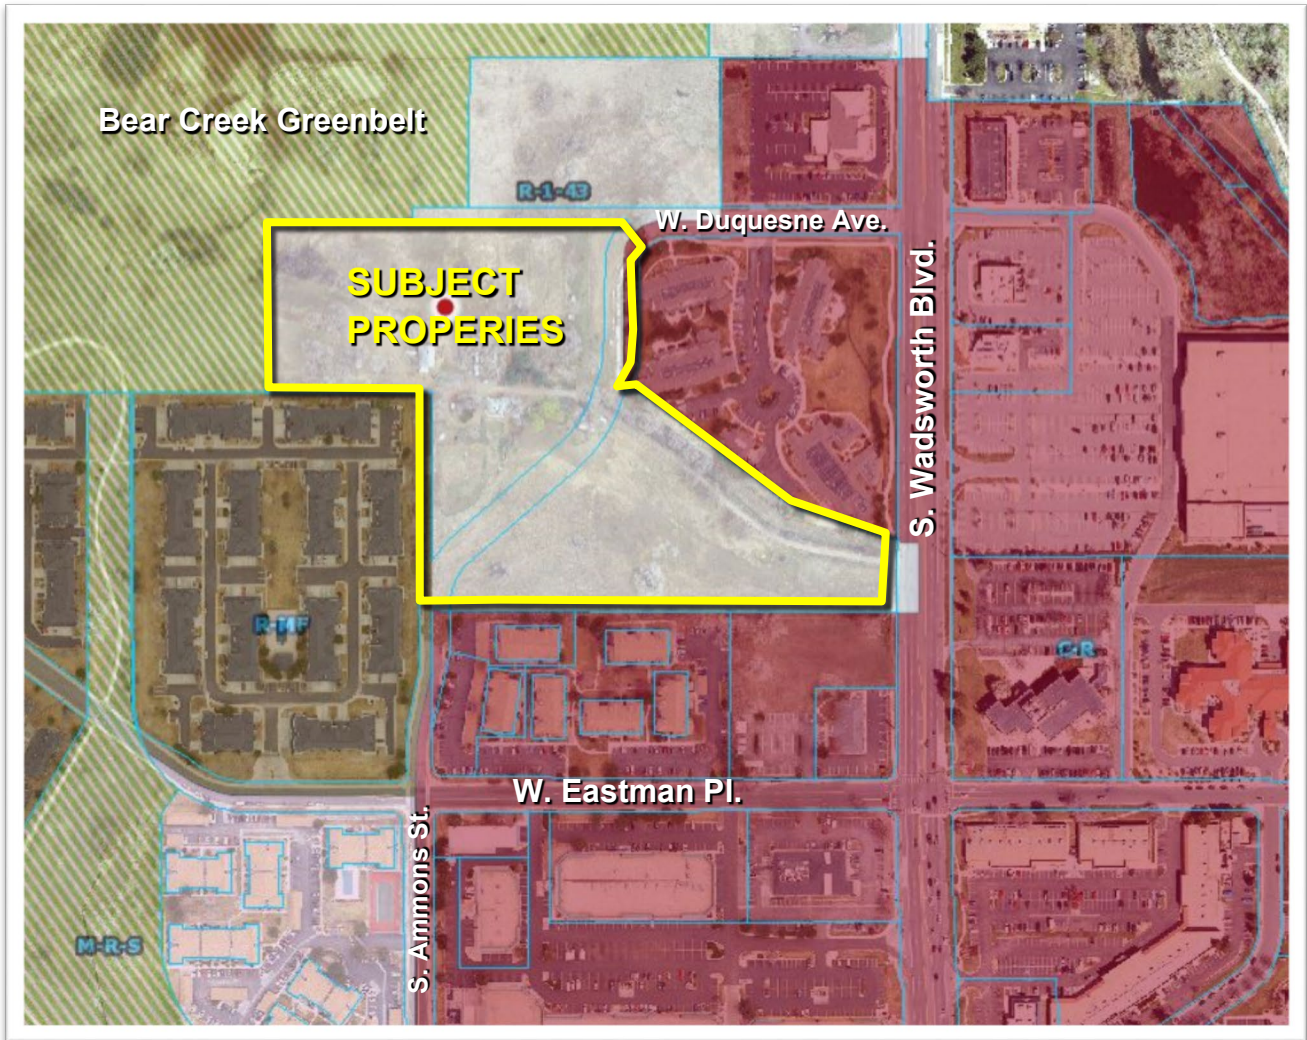 Bear Creek Greenbelt
R-1-43
W. Duquesne Ave.
SUBJECT
PROPERIES
S. Wadsworth Blvd.
R-MF
C-R
W. Eastman Pl.
S. Ammons St.
M-R-S